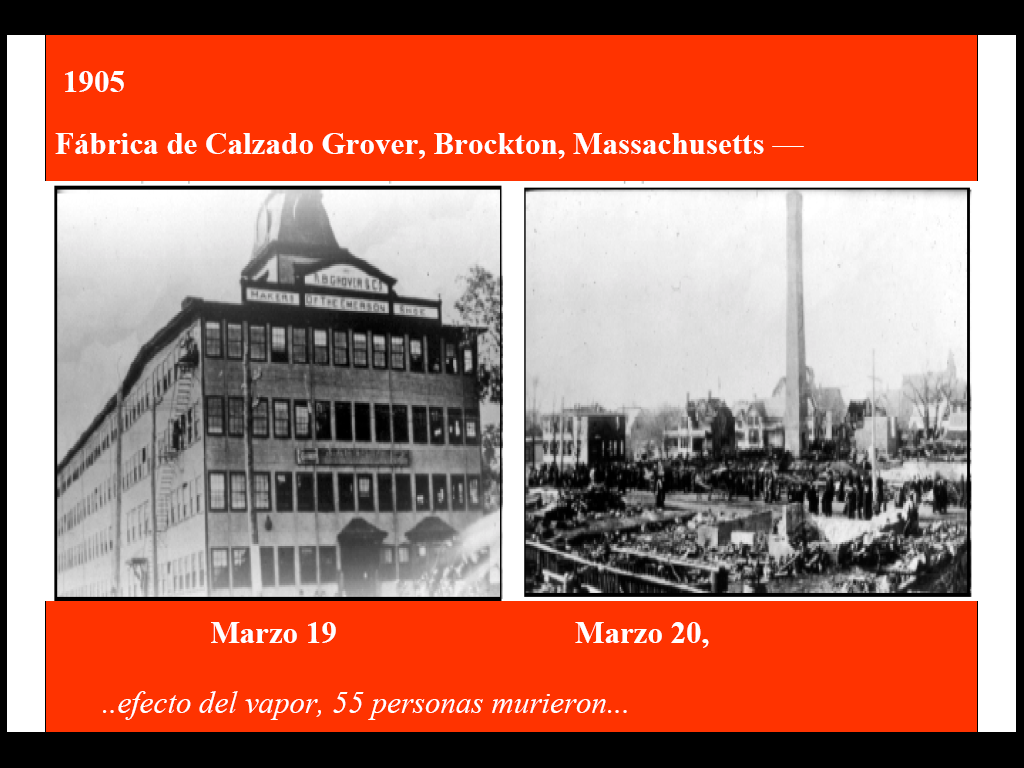 1905
Fábrica de Calzado Grover, Brockton, Massachusetts —
GROVER & CO
MAKERS OF THE EMERSON SHOE
Marzo 19
Marzo 20,
..efecto del vapor, 55 personas murieron...